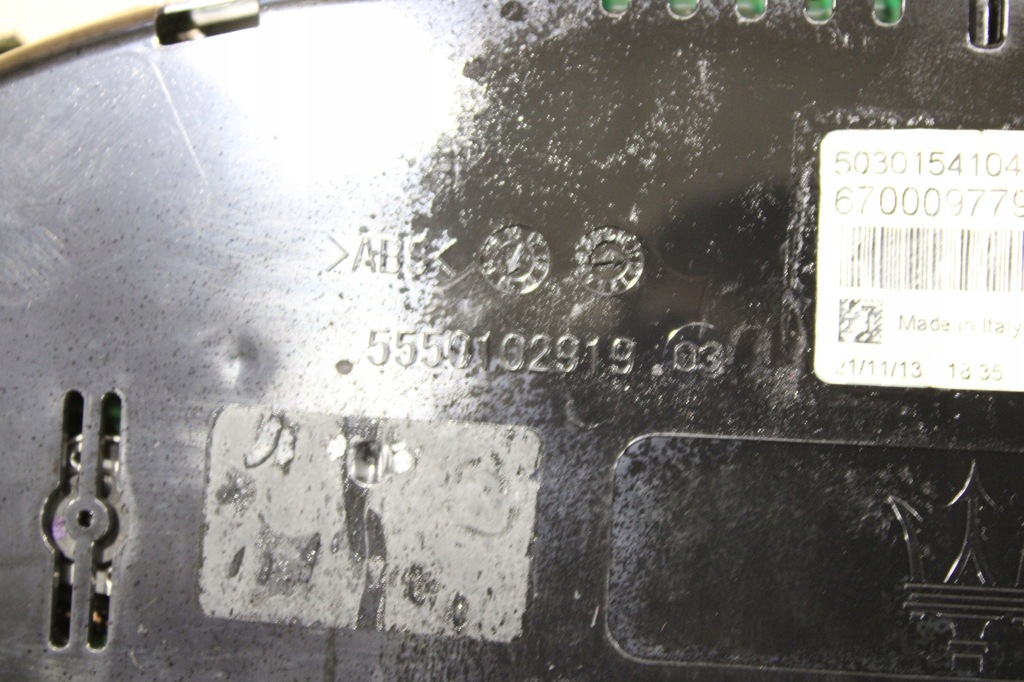 5030154104
670009779
>ABS<
Made in Italy
5550102919.03
21/11/13 18:35